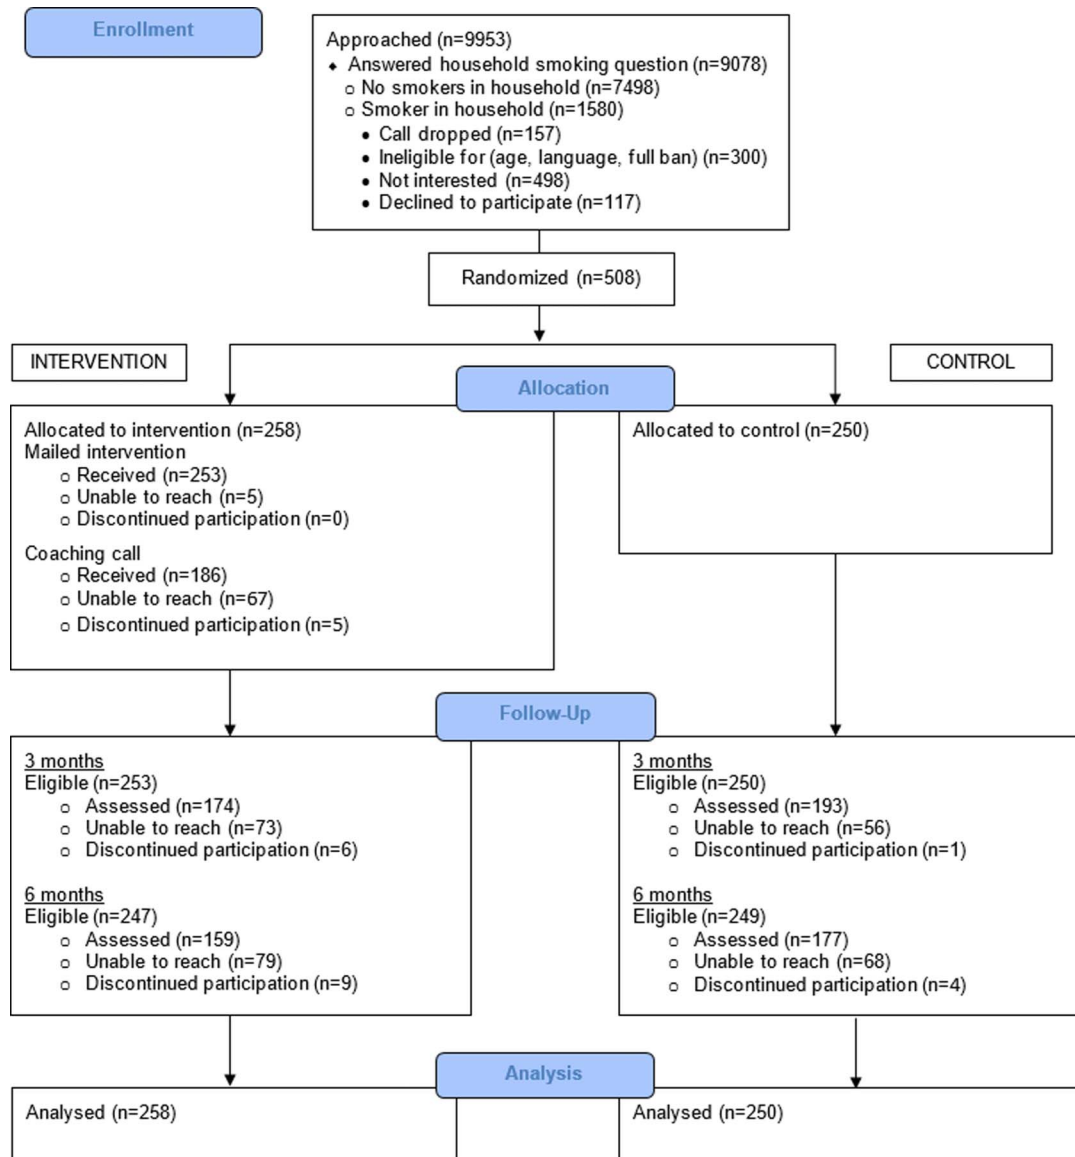 Enrollment
Approached (n=9953)
⬥ Answered household smoking question (n=9078)
o No smokers in household (n=7498)
o Smoker in household (n=1580)
• Call dropped (n=157)
• Ineligible for (age, language, full ban) (n=300)
• Not interested (n=498)
• Declined to participate (n=117)
Randomized (n=508)
INTERVENTION
CONTROL
Allocation
Allocated to intervention (n=258)
Mailed intervention
o Received (n=253)
o Unable to reach (n=5)
o Discontinued participation (n=0)
Coaching call
o Received (n=186)
o Unable to reach (n=67)
o Discontinued participation (n=5)
Allocated to control (n=250)
Follow-Up
3 months
Eligible (n=253)
o Assessed (n=174)
o Unable to reach (n=73)
o Discontinued participation (n=6)
6 months
Eligible (n=247)
o Assessed (n=159)
o Unable to reach (n=79)
o Discontinued participation (n=9)
3 months
Eligible (n=250)
o Assessed (n=193)
o Unable to reach (n=56)
o Discontinued participation (n=1)
6 months
Eligible (n=249)
o Assessed (n=177)
o Unable to reach (n=68)
o Discontinued participation (n=4)
Analysis
Analysed (n=258)
Analysed (n=250)